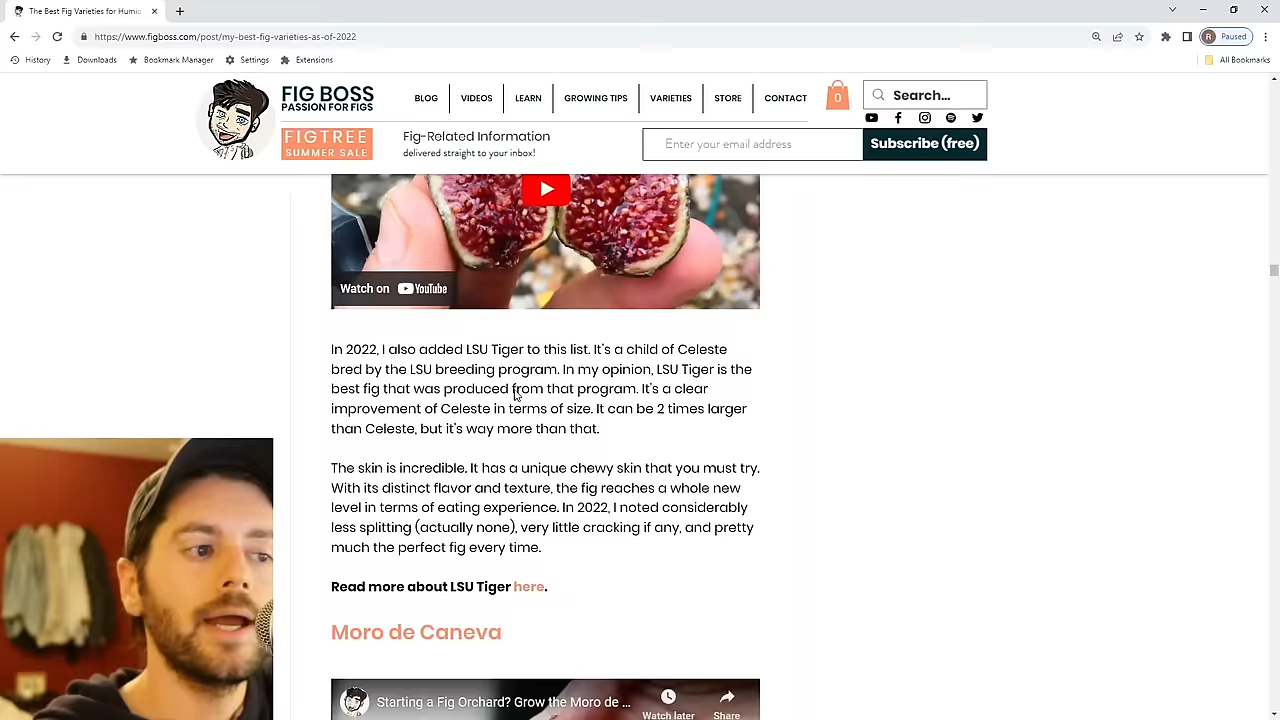 The Best Fig Varieties for Humi
https://www.figboss.com/post/my-best-fig-varieties-as-of-2022
R Paused
History Downloads Bookmark Manager Settings Extensions All Bookmarks
FIG BOSS
PASSION FOR FIGS
BLOG VIDEOS LEARN GROWING TIPS VARIETIES STORE CONTACT
0
Search...
FIGTREE
SUMMER SALE
Fig-Related Information
delivered straight to your inbox!
Enter your email address
Subscribe (free)
Watch on YouTube
In 2022, I also added LSU Tiger to this list. It's a child of Celeste
bred by the LSU breeding program. In my opinion, LSU Tiger is the
best fig that was produced from that program. It's a clear
improvement of Celeste in terms of size. It can be 2 times larger
than Celeste, but it's way more than that.
The skin is incredible. It has a unique chewy skin that you must try.
With its distinct flavor and texture, the fig reaches a whole new
level in terms of eating experience. In 2022, I noted considerably
less splitting (actually none), very little cracking if any, and pretty
much the perfect fig every time.
Read more about LSU Tiger here.
Moro de Caneva
Starting a Fig Orchard? Grow the Moro de ...
Watch later Share